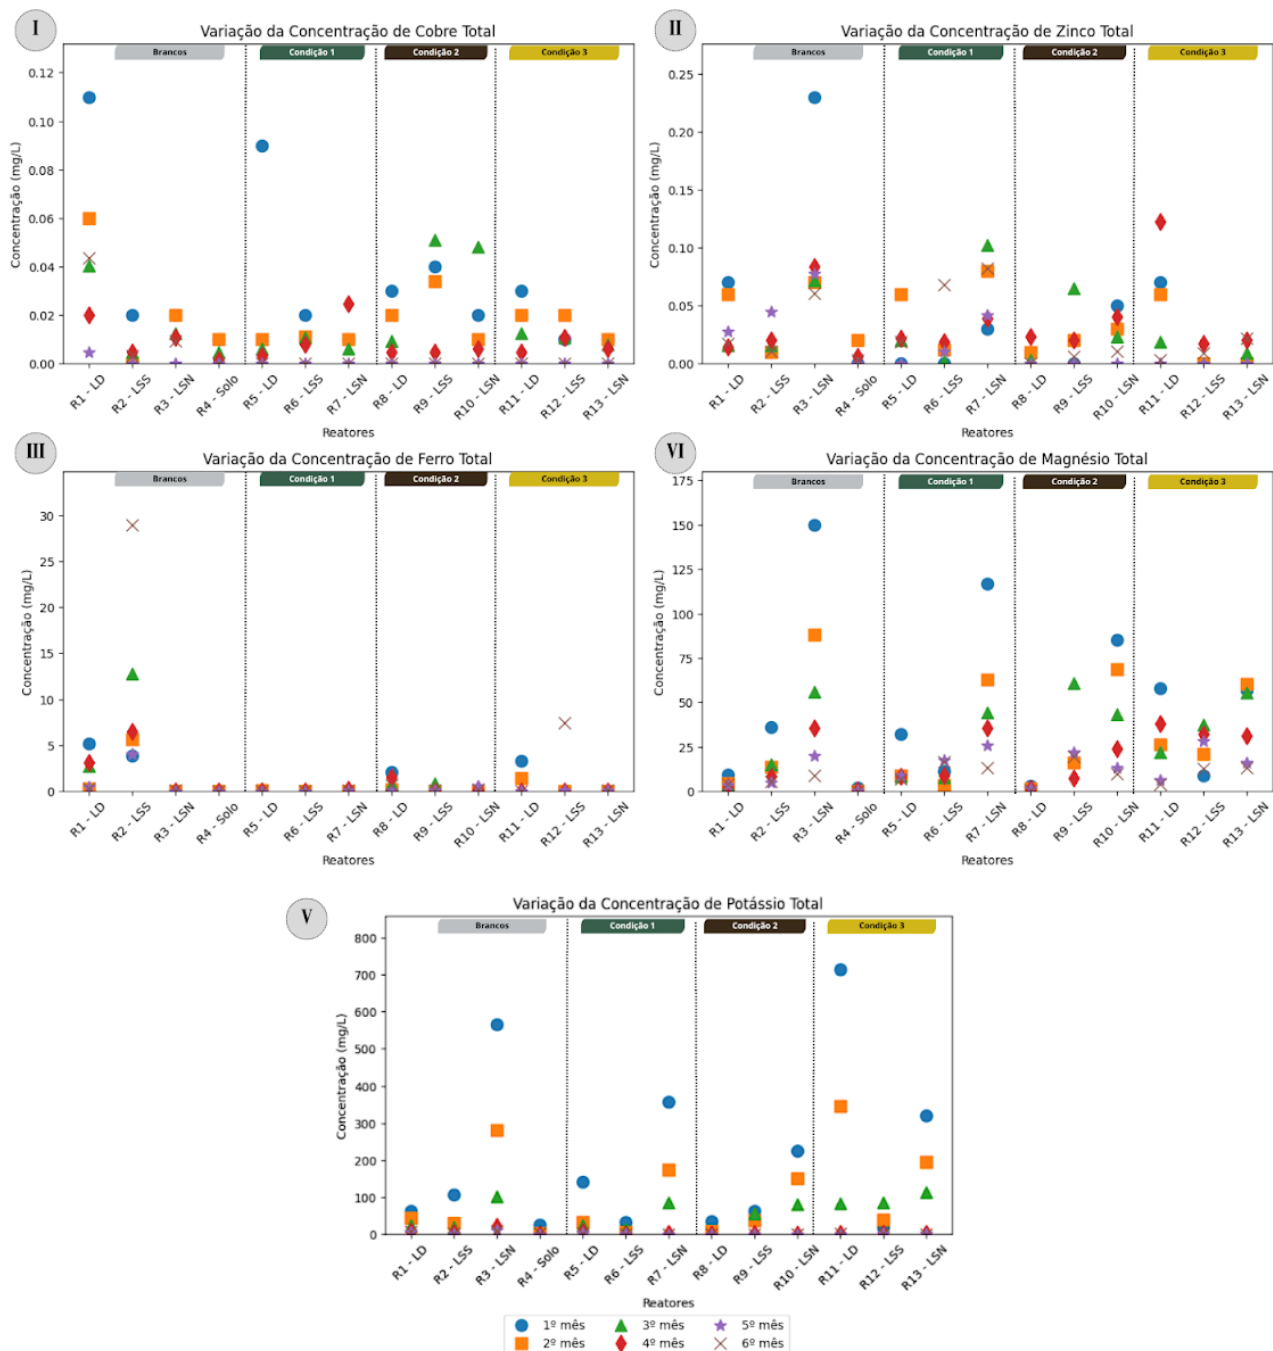 I
Variação da Concentração de Cobre Total
Brancos
Condição 1
Condição 2
Condição 3
0.12
0.10
0.08
0.06
0.04
0.02
0.00
Concentração (mg/L)
R1 - LD
R2 - LSS
R3 - LSN
R4 - Solo
R5 - LD
R6 - LSS
R7 - LSN
R8 - LD
R9 - LSS
R10 - LSN
R11 - LD
R12 - LSS
R13 - LSN
Reatores
II
Variação da Concentração de Zinco Total
Brancos
Condição 1
Condição 2
Condição 3
0.25
0.20
0.15
0.10
0.05
0.00
Concentração (mg/L)
R1 - LD
R2 - LSS
R3 - LSN
R4 - Solo
R5 - LD
R6 - LSS
R7 - LSN
R8 - LD
R9 - LSS
R10 - LSN
R11 - LD
R12 - LSS
R13 - LSN
Reatores
III
Variação da Concentração de Ferro Total
Brancos
Condição 1
Condição 2
Condição 3
30
25
20
15
10
5
0
Concentração (mg/L)
R1 - LD
R2 - LSS
R3 - LSN
R4 - Solo
R5 - LD
R6 - LSS
R7 - LSN
R8 - LD
R9 - LSS
R10 - LSN
R11 - LD
R12 - LSS
R13 - LSN
Reatores
VI
Variação da Concentração de Magnésio Total
Brancos
Condição 1
Condição 2
Condição 3
175
150
125
100
75
50
25
0
Concentração (mg/L)
R1 - LD
R2 - LSS
R3 - LSN
R4 - Solo
R5 - LD
R6 - LSS
R7 - LSN
R8 - LD
R9 - LSS
R10 - LSN
R11 - LD
R12 - LSS
R13 - LSN
Reatores
V
Variação da Concentração de Potássio Total
Brancos
Condição 1
Condição 2
Condição 3
800
700
600
500
400
300
200
100
0
Concentração (mg/L)
R1 - LD
R2 - LSS
R3 - LSN
R4 - Solo
R5 - LD
R6 - LSS
R7 - LSN
R8 - LD
R9 - LSS
R10 - LSN
R11 - LD
R12 - LSS
R13 - LSN
Reatores
1º mês
3º mês
5º mês
2º mês
4º mês
6º mês